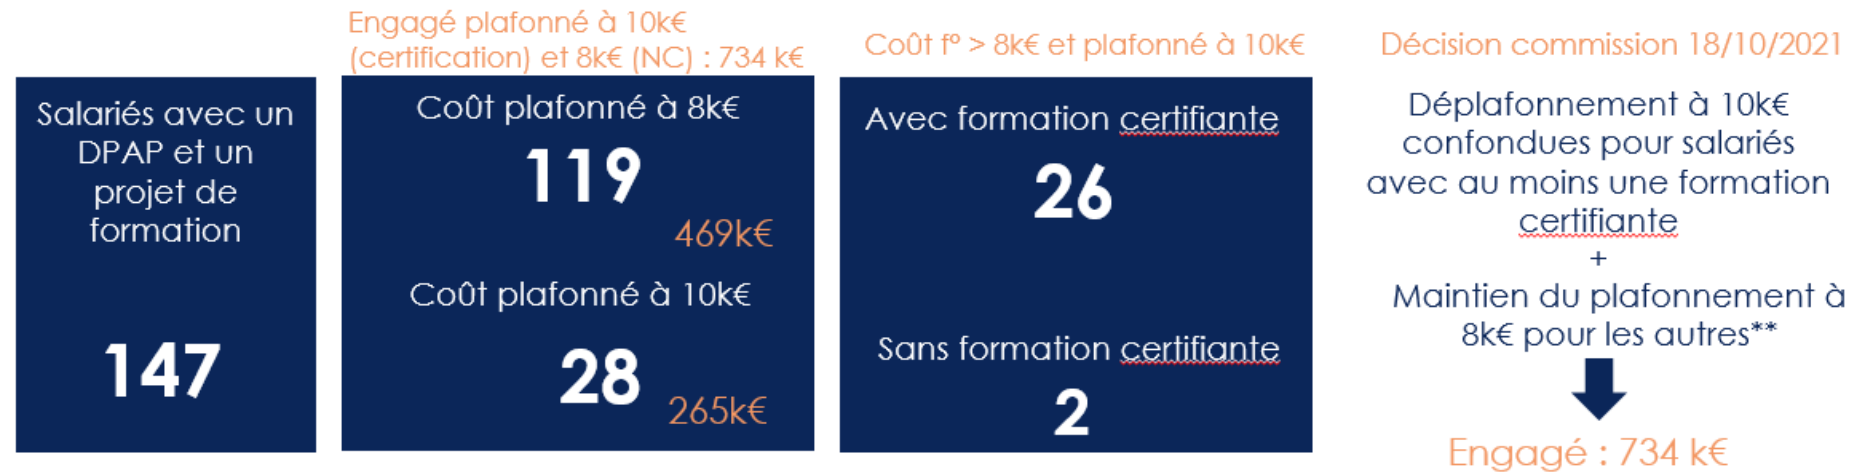 Salariés avec un
DPAP et un
projet de
formation
147
Engagé plafonné à 10k€
(certification) et 8k€ (NC) : 734 k€
Coût plafonné à 8k€
119
469k€
Coût plafonné à 10k€
28
265k€
Coût f° > 8k€ et plafonné à 10k€
Avec formation certifiante
26
Sans formation certifiante
2
Décision commission 18/10/2021
Déplafonnement à 10k€
confondues pour salariés
avec au moins une formation
certifiante
+
Maintien du plafonnement à
8k€ pour les autres**
Engagé : 734 k€